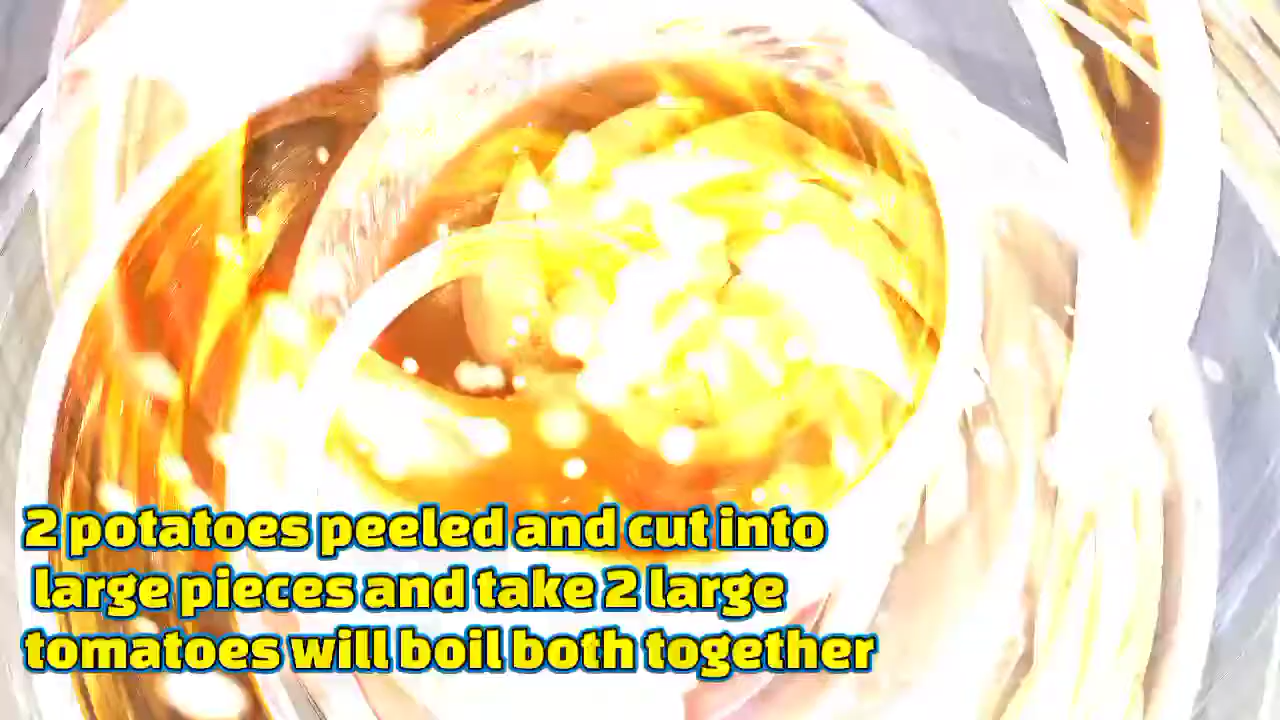 2 potatoes peeled and cut into
large pieces and take 2 large
tomatoes will boil both together